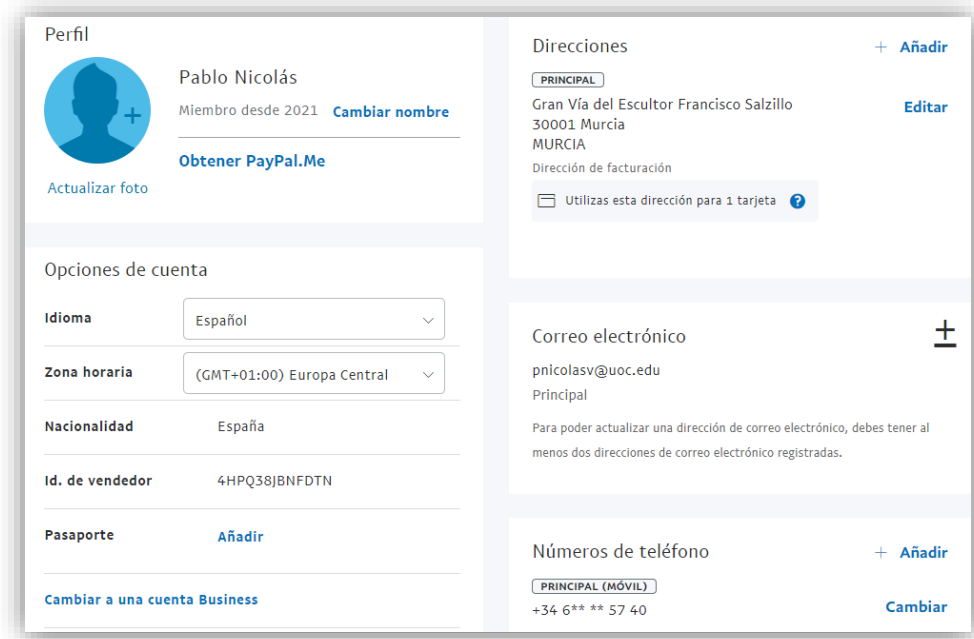 Perfil
Pablo Nicolás
Miembro desde 2021 Cambiar nombre
Obtener PayPal.Me
Actualizar foto
Opciones de cuenta
Idioma Español
Zona horaria (GMT+01:00) Europa Central
Nacionalidad España
Id. de vendedor 4HPQ38JBNFDTN
Pasaporte Añadir
Cambiar a una cuenta Business
Direcciones + Añadir
PRINCIPAL
Gran Vía del Escultor Francisco Salzillo Editar
30001 Murcia
MURCIA
Dirección de facturación
Utilizas esta dirección para 1 tarjeta ?
Correo electrónico +
pnicolasv@uoc.edu
Principal
Para poder actualizar una dirección de correo electrónico, debes tener al
menos dos direcciones de correo electrónico registradas.
Números de teléfono + Añadir
PRINCIPAL (MÓVIL)
+34 6** ** 57 40 Cambiar